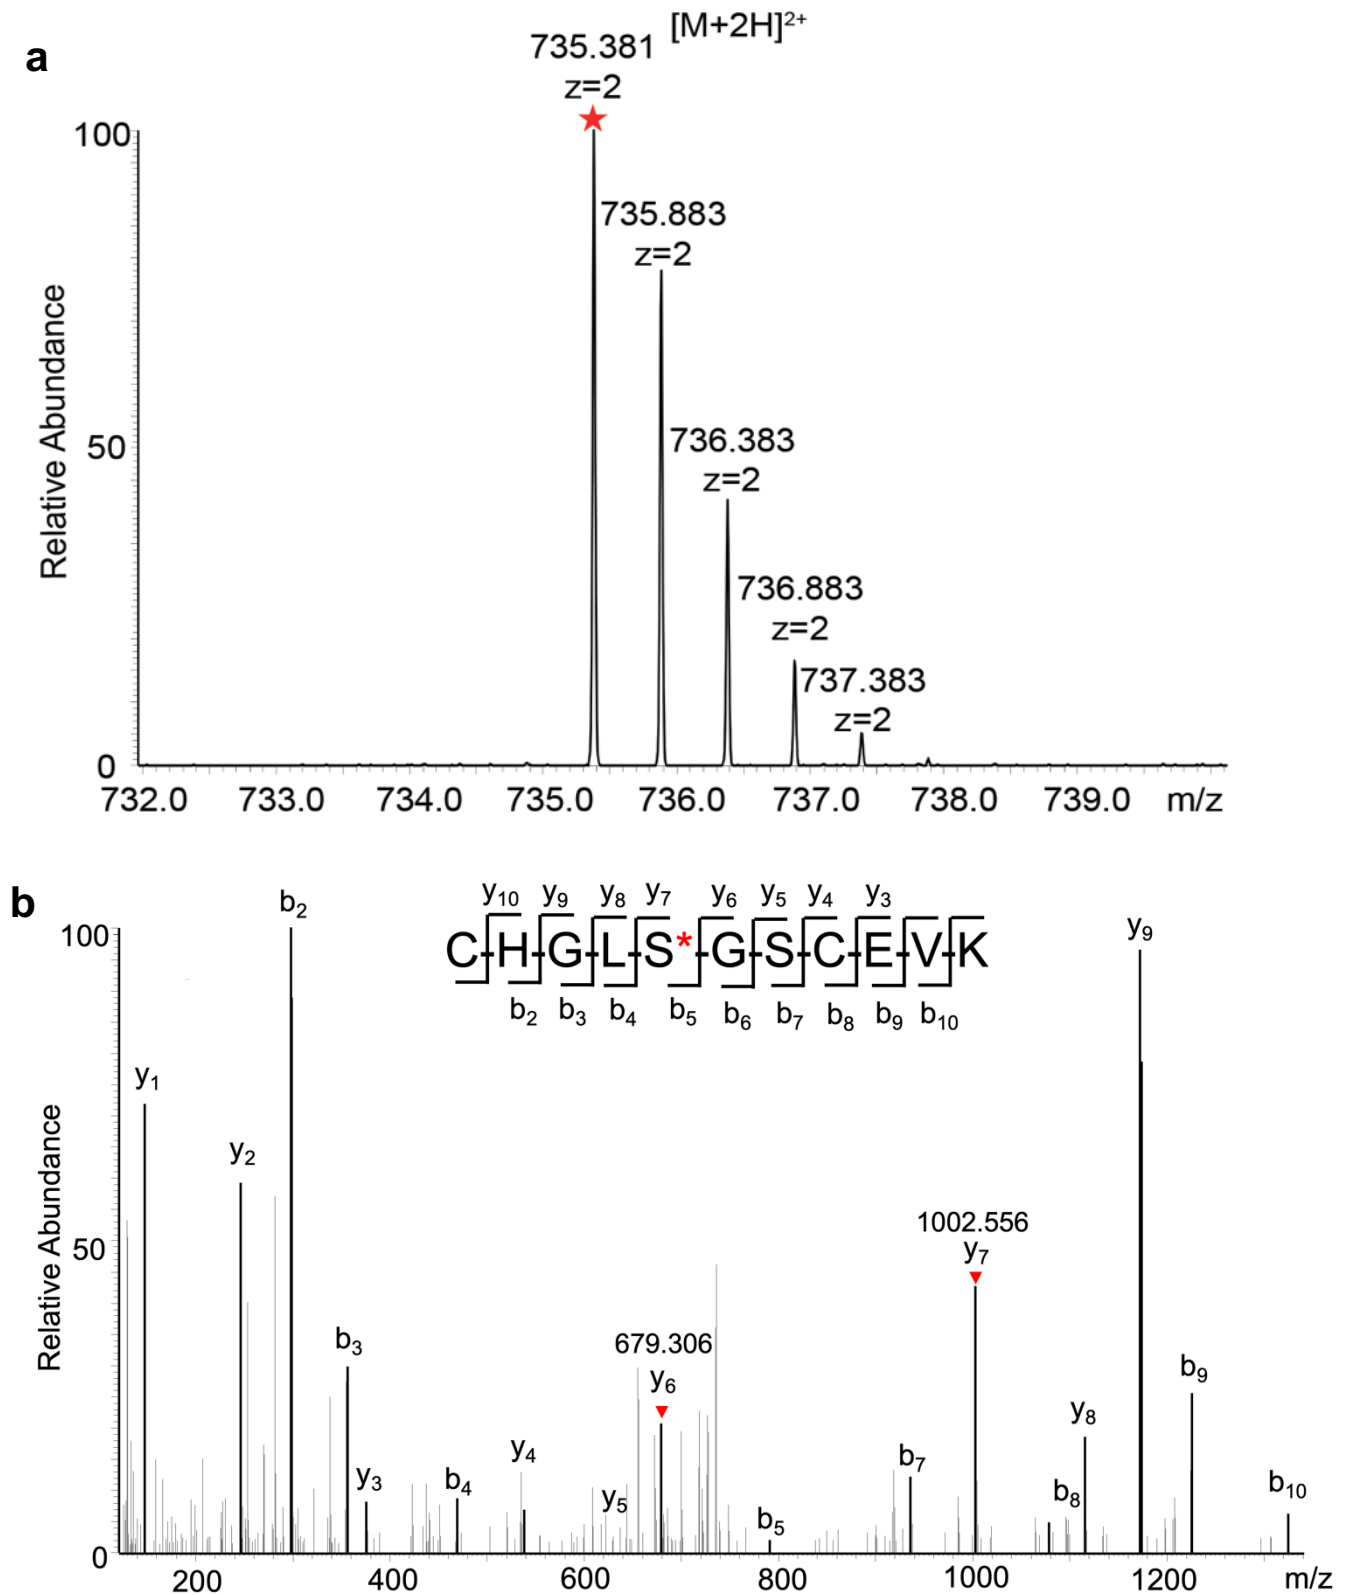 a
[M+2H]2+
735.381
z=2
735.883
z=2
736.383
z=2
736.883
z=2
737.383
z=2
100
50
0
Relative Abundance
732.0 733.0 734.0 735.0 736.0 737.0 738.0 739.0 m/z
b
y10 y9 y8 y7 y6 y5 y4 y3
CHGLS*GSCEVK
b2 b3 b4 b5 b6 b7 b8 b9 b10
100
50
0
Relative Abundance
y1
y2
b2
b3
y3
b4
y4
y5
679.306
y6
b5
b7
1002.556
y7
b8
y8
y9
b9
b10
200 400 600 800 1000 1200 m/z